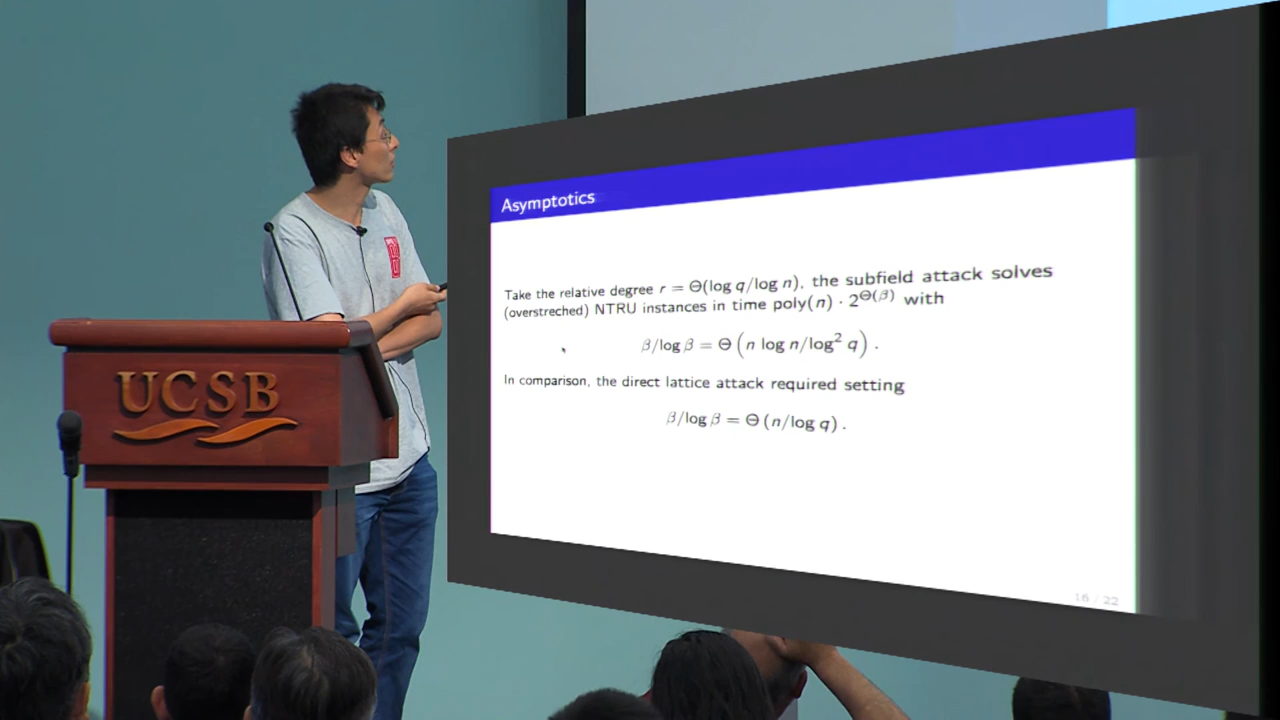 Asymptotics
Take the relative degree r = Θ(log q/log n), the subfield attack solves
(overstreched) NTRU instances in time poly(n) · 2^Θ(β) with
β/log β = Θ (n log n/log² q) .
In comparison, the direct lattice attack required setting
β/log β = Θ (n/log q) .
16 / 22
UCSB